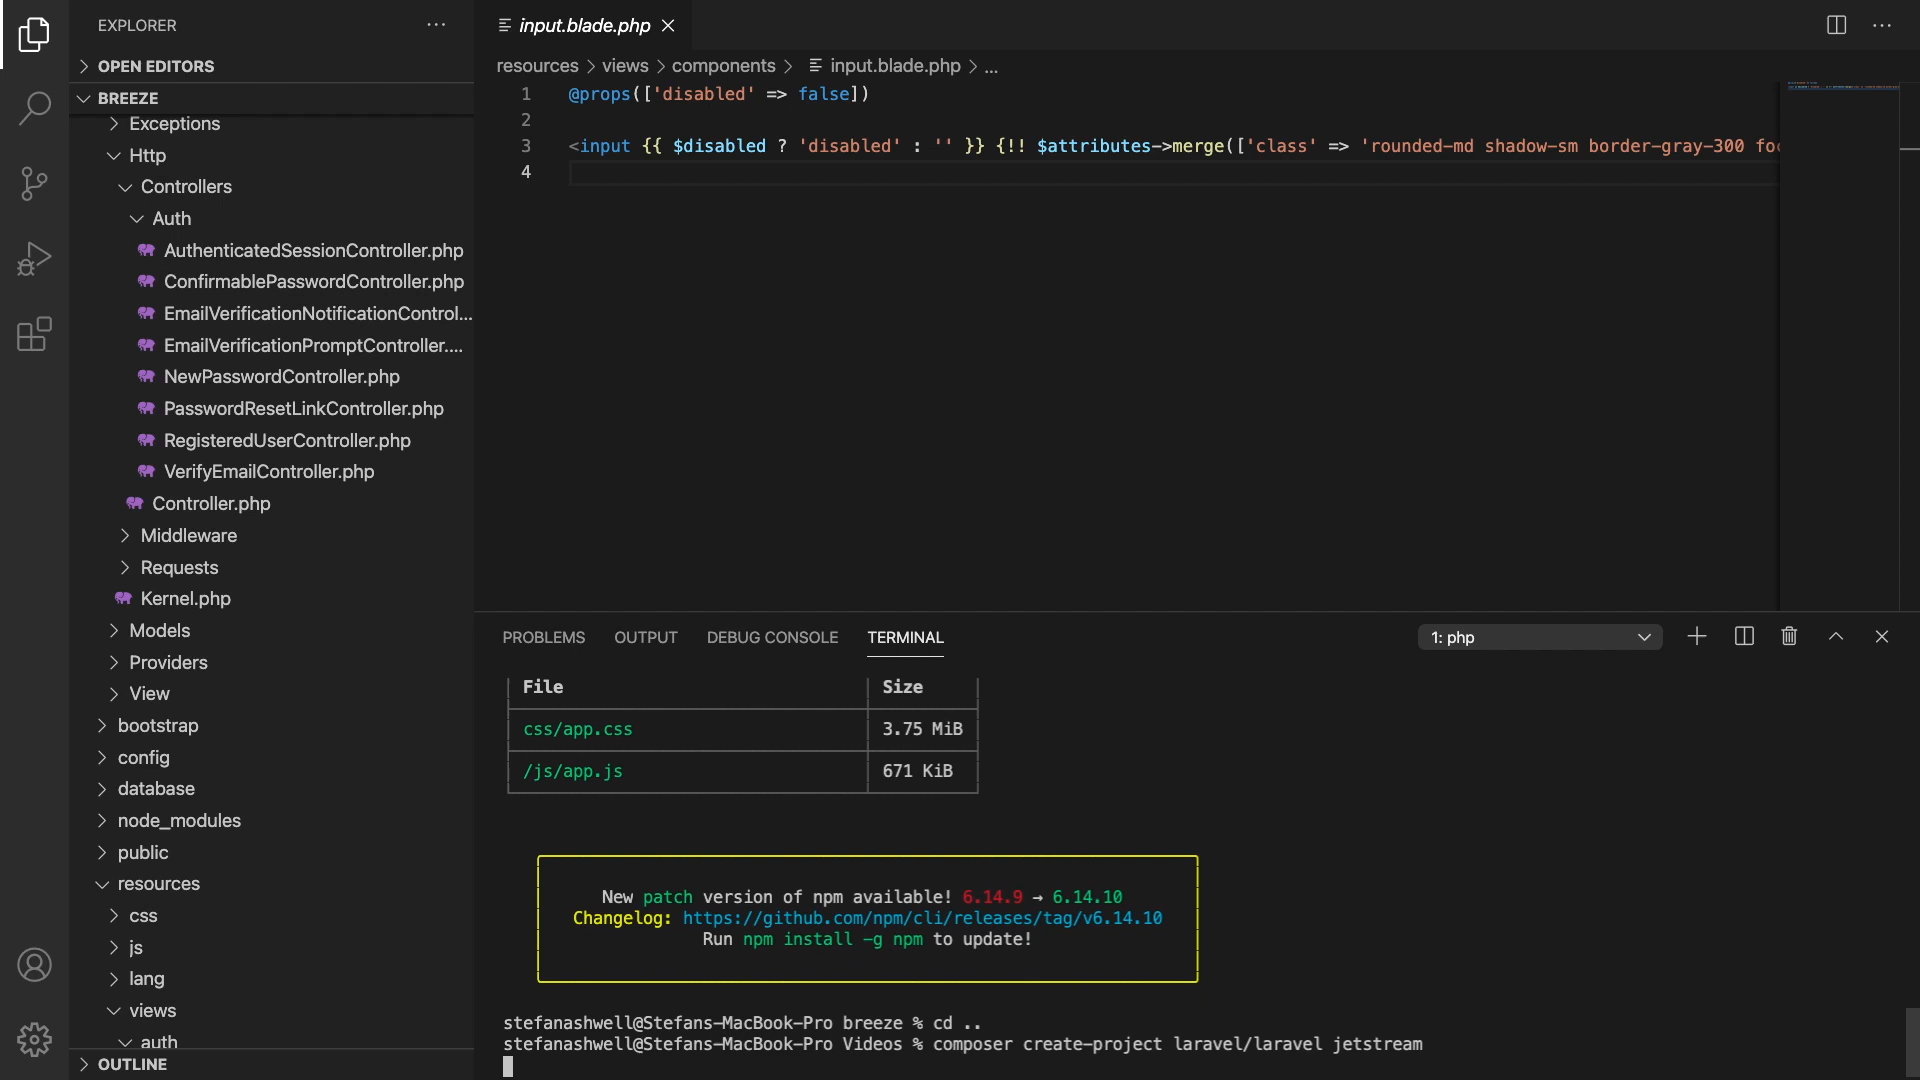 EXPLORER
OPEN EDITORS
BREEZE
Exceptions
Http
Controllers
Auth
AuthenticatedSessionController.php
ConfirmablePasswordController.php
EmailVerificationNotificationControl...
EmailVerificationPromptController....
NewPasswordController.php
PasswordResetLinkController.php
RegisteredUserController.php
VerifyEmailController.php
Controller.php
Middleware
Requests
Kernel.php
Models
Providers
View
bootstrap
config
database
node_modules
public
resources
css
js
lang
views
auth
OUTLINE
input.blade.php
resources > views > components > input.blade.php > ...
1 @props(['disabled' => false])
2
3 <input {{ $disabled ? 'disabled' : '' }} {!! $attributes->merge(['class' => 'rounded-md shadow-sm border-gray-300 fo
4
PROBLEMS OUTPUT DEBUG CONSOLE TERMINAL 1: php
File Size
css/app.css 3.75 MiB
/js/app.js 671 KiB
New patch version of npm available! 6.14.9 → 6.14.10
Changelog: https://github.com/npm/cli/releases/tag/v6.14.10
Run npm install -g npm to update!
stefanashwell@Stefans-MacBook-Pro breeze % cd ..
stefanashwell@Stefans-MacBook-Pro Videos % composer create-project laravel/laravel jetstream